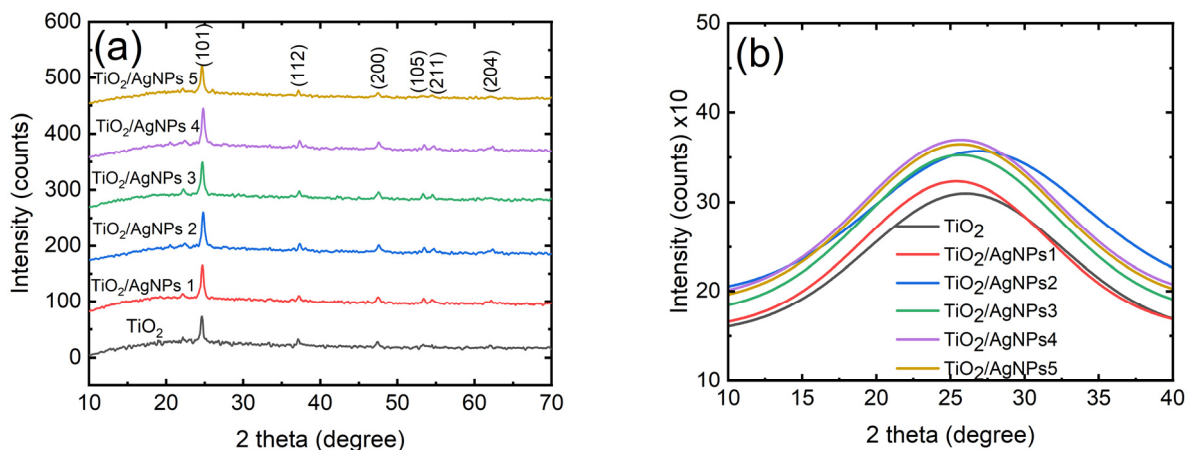 (a)
Intensity (counts)
600
500
400
300
200
100
0
(101)
(112)
(200)
(105)
(211)
(204)
TiO₂/AgNPs 5
TiO₂/AgNPs 4
TiO₂/AgNPs 3
TiO₂/AgNPs 2
TiO₂/AgNPs 1
TiO₂
10 20 30 40 50 60 70
2 theta (degree)
(b)
Intensity (counts) x10
50
40
30
20
10
TiO₂
TiO₂/AgNPs1
TiO₂/AgNPs2
TiO₂/AgNPs3
TiO₂/AgNPs4
TiO₂/AgNPs5
10 15 20 25 30 35 40
2 theta (degree)